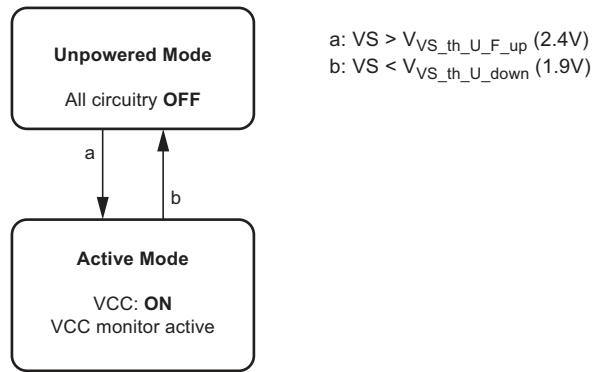 Unpowered Mode
All circuitry OFF
a: VS > VVS_th_U_F_up (2.4V)
b: VS < VVS_th_U_down (1.9V)
a
b
Active Mode
VCC: ON
VCC monitor active